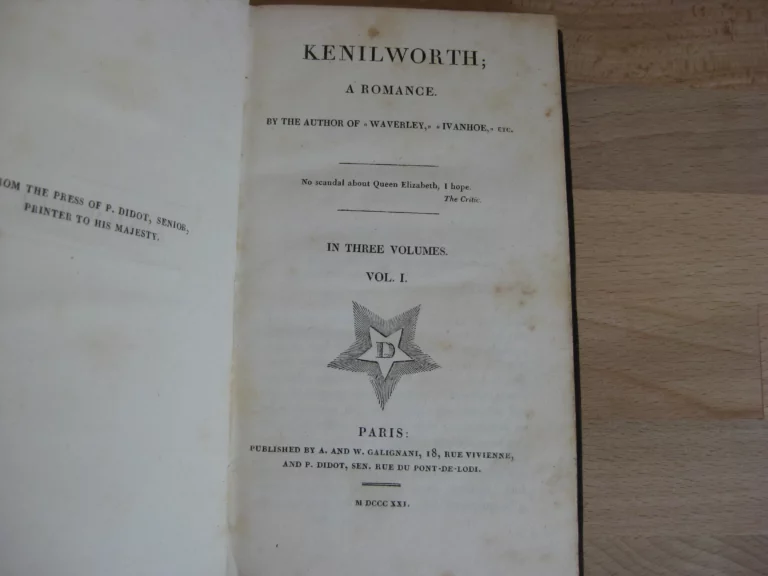 FROM THE PRESS OF P. DIDOT, SENIOR,
PRINTER TO HIS MAJESTY.
KENILWORTH;
A ROMANCE.
BY THE AUTHOR OF «WAVERLEY,» «IVANHOE,» ETC.
No scandal about Queen Elizabeth, I hope.
The Critic.
IN THREE VOLUMES.
VOL. I.
D
PARIS:
PUBLISHED BY A. AND W. GALIGNANI, 18, RUE VIVIENNE,
AND P. DIDOT, SEN. RUE DU PONT-DE-LODI.
M DCCC XXI.